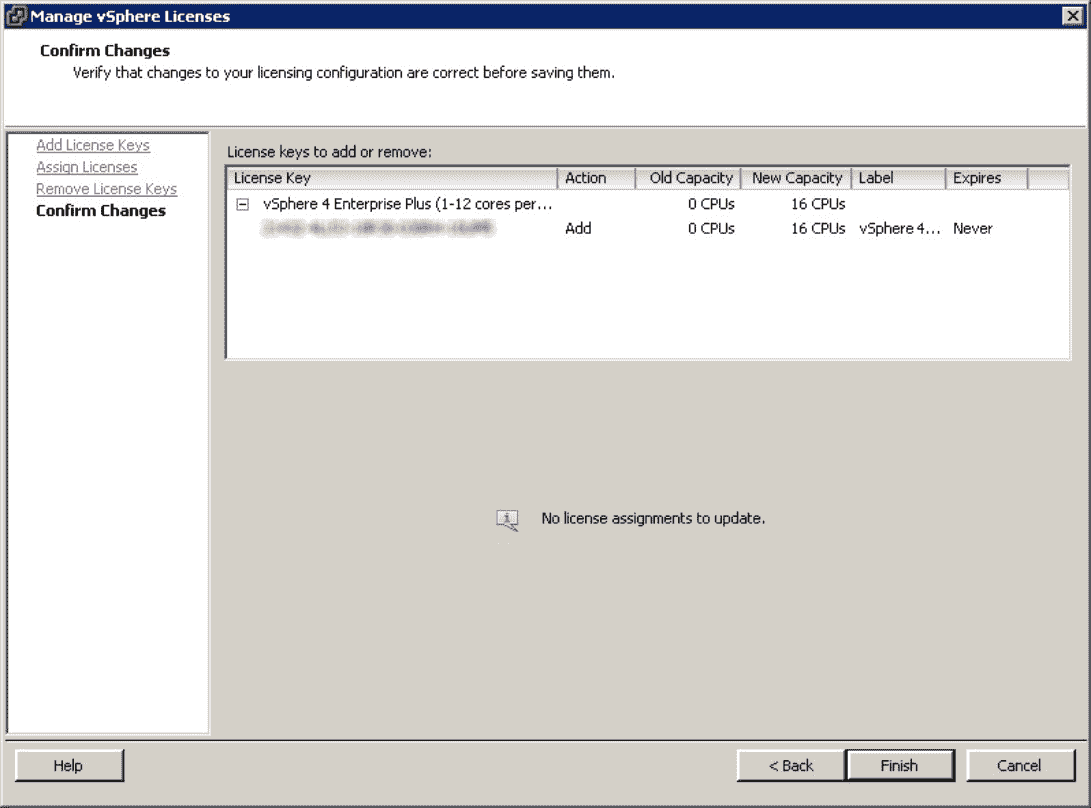 Manage vSphere Licenses
Confirm Changes
Verify that changes to your licensing configuration are correct before saving them.
Add License Keys
Assign Licenses
Remove License Keys
Confirm Changes
License keys to add or remove:
License Key Action Old Capacity New Capacity Label Expires
vSphere 4 Enterprise Plus (1-12 cores per... 0 CPUs 16 CPUs
Add 0 CPUs 16 CPUs vSphere 4... Never
No license assignments to update.
Help < Back Finish Cancel